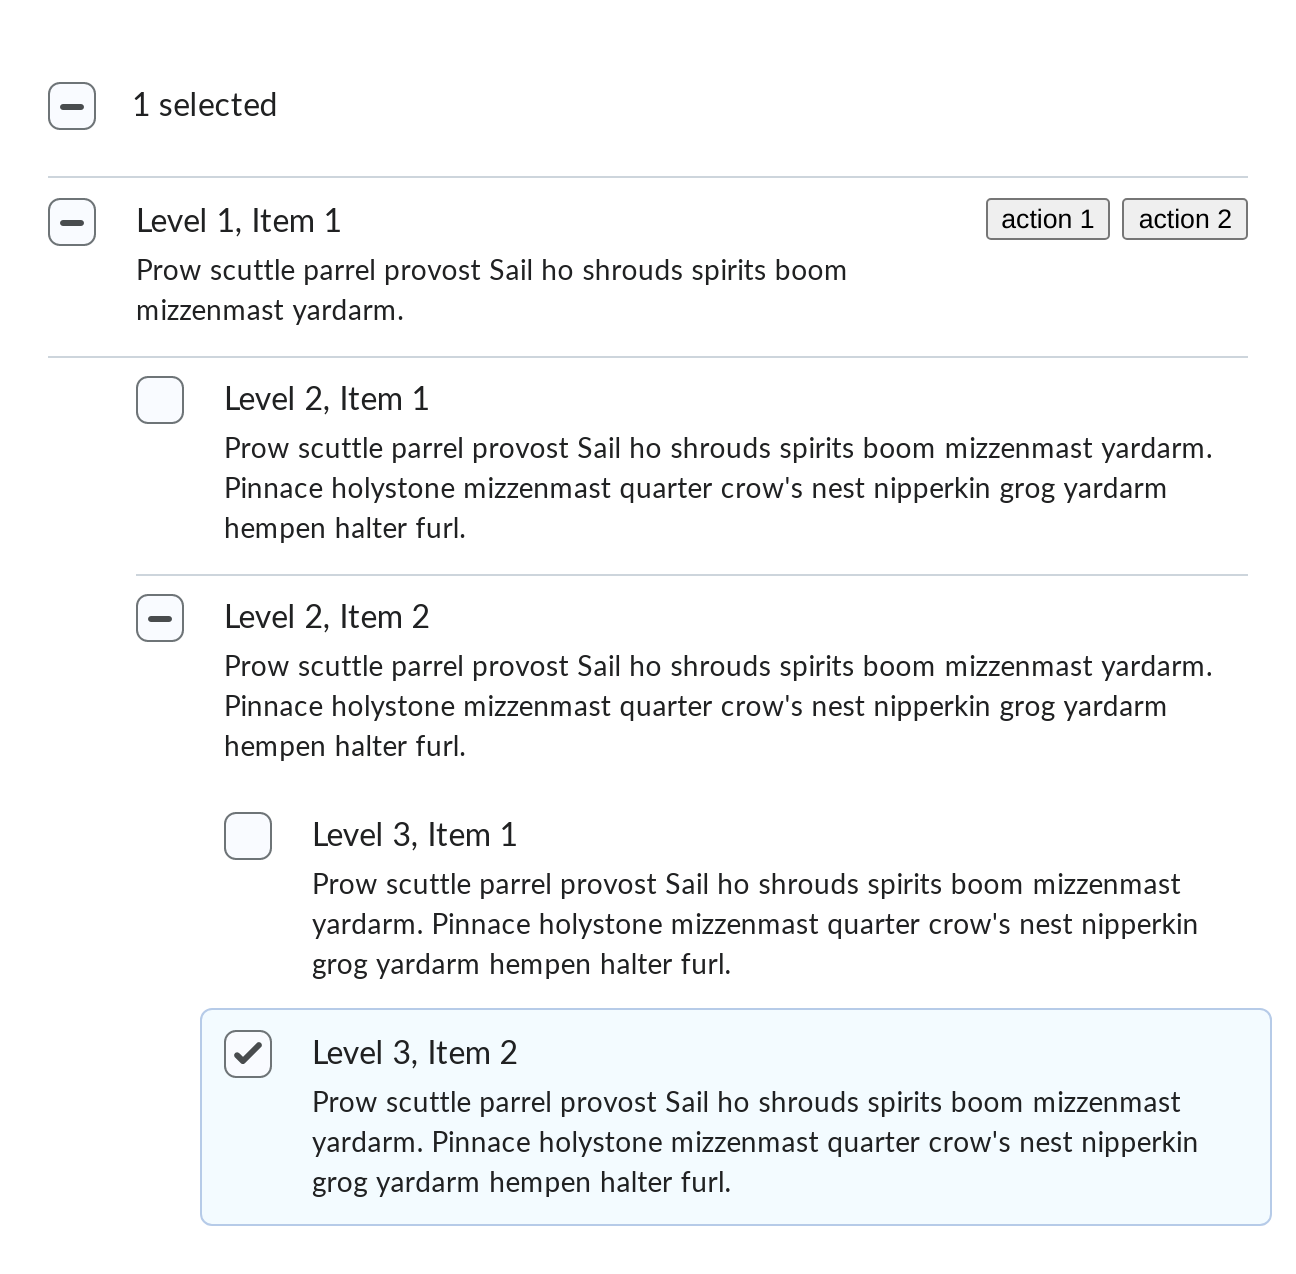 1 selected
Level 1, Item 1
action 1
action 2
Prow scuttle parrel provost Sail ho shrouds spirits boom
mizzenmast yardarm.
Level 2, Item 1
Prow scuttle parrel provost Sail ho shrouds spirits boom mizzenmast yardarm.
Pinnace holystone mizzenmast quarter crow's nest nipperkin grog yardarm
hempen halter furl.
Level 2, Item 2
Prow scuttle parrel provost Sail ho shrouds spirits boom mizzenmast yardarm.
Pinnace holystone mizzenmast quarter crow's nest nipperkin grog yardarm
hempen halter furl.
Level 3, Item 1
Prow scuttle parrel provost Sail ho shrouds spirits boom mizzenmast
yardarm. Pinnace holystone mizzenmast quarter crow's nest nipperkin
grog yardarm hempen halter furl.
Level 3, Item 2
Prow scuttle parrel provost Sail ho shrouds spirits boom mizzenmast
yardarm. Pinnace holystone mizzenmast quarter crow's nest nipperkin
grog yardarm hempen halter furl.